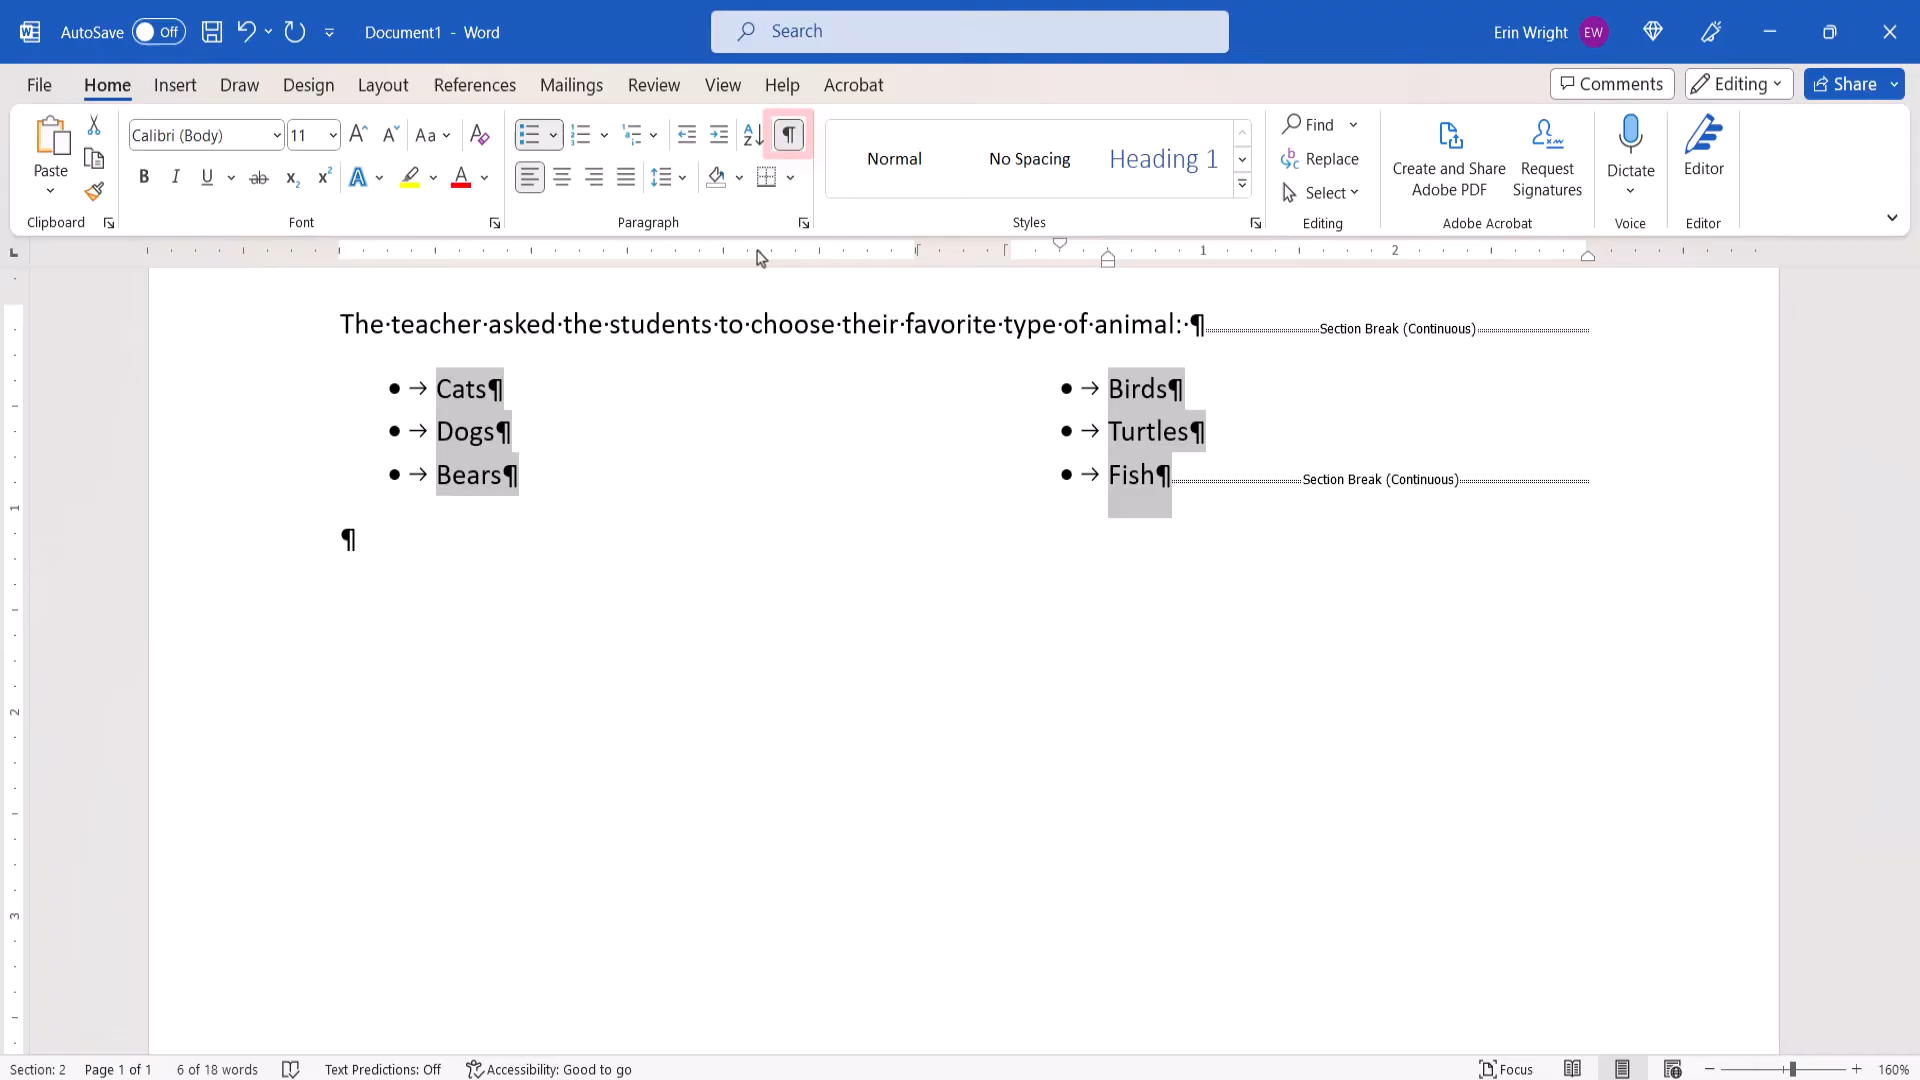 AutoSave Off Document1 - Word Search Erin Wright EW
File Home Insert Draw Design Layout References Mailings Review View Help Acrobat Comments Editing Share
Paste
Clipboard
Calibri (Body) 11
Font
Paragraph
Normal No Spacing Heading 1
Styles
Find
Replace
Select
Editing
Create and Share
Adobe PDF
Request
Signatures
Adobe Acrobat
Dictate
Voice
Editor
Editor
1 2
The·teacher·asked·the·students·to·choose·their·favorite·type·of·animal:·¶ Section Break (Continuous)
• → Cats¶
• → Dogs¶
• → Bears¶
• → Birds¶
• → Turtles¶
• → Fish¶ Section Break (Continuous)
¶
1
2
3
Section: 2 Page 1 of 1 6 of 18 words Text Predictions: Off Accessibility: Good to go Focus 160%